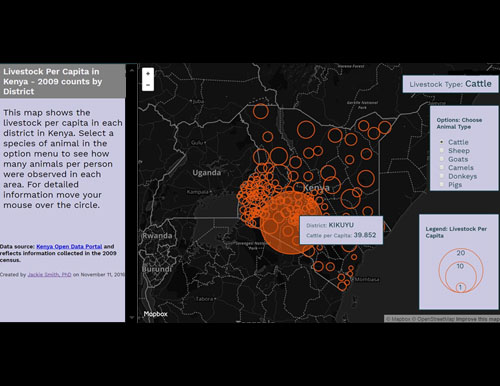 Livestock Per Capita in
Kenya - 2009 counts by
District
This map shows the
livestock per capita in each
district in Kenya. Select a
species of animal in the
option menu to see how
many animals per person
were observed in each
area. For detailed
information move your
mouse over the circle.
Data source: Kenya Open Data Portal and
reflects information collected in the 2009
census.
Created by Jackie Smith, PhD on November 11, 2016
+
−
Gulu
Uganda
Kampala
Kenya
Rwanda
Burundi
Tabora
Mombasa
District: KIKUYU
Cattle per Capita: 39.852
Mapbox
Livestock Type: Cattle
Options: Choose
Animal Type
Cattle
Sheep
Goats
Camels
Donkeys
Pigs
Legend: Livestock Per
Capita
20
10
1
© Mapbox © OpenStreetMap Improve this map